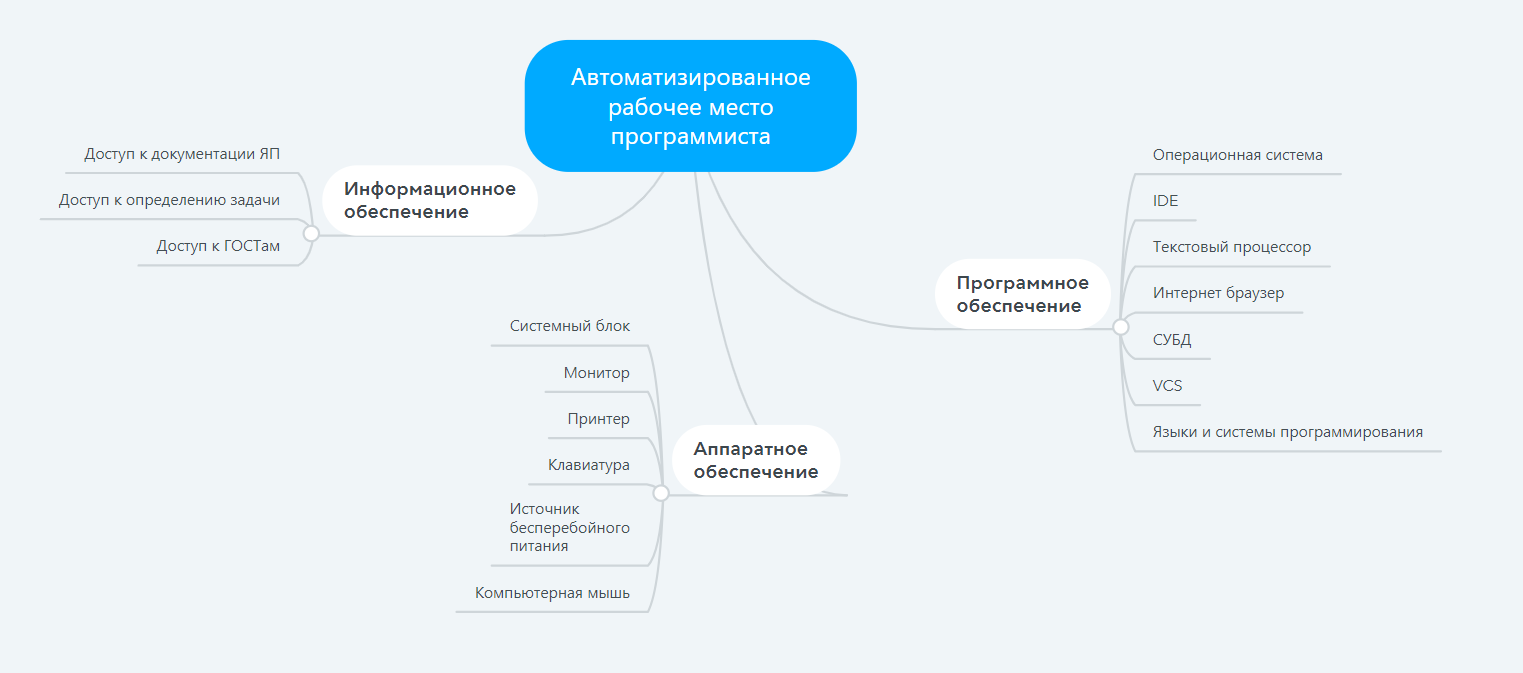 Автоматизированное
рабочее место
программиста
Информационное
обеспечение
Доступ к документации ЯП
Доступ к определению задачи
Доступ к ГОСТам
Аппаратное
обеспечение
Системный блок
Монитор
Принтер
Клавиатура
Источник
бесперебойного
питания
Компьютерная мышь
Программное
обеспечение
Операционная система
IDE
Текстовый процессор
Интернет браузер
СУБД
VCS
Языки и системы программирования